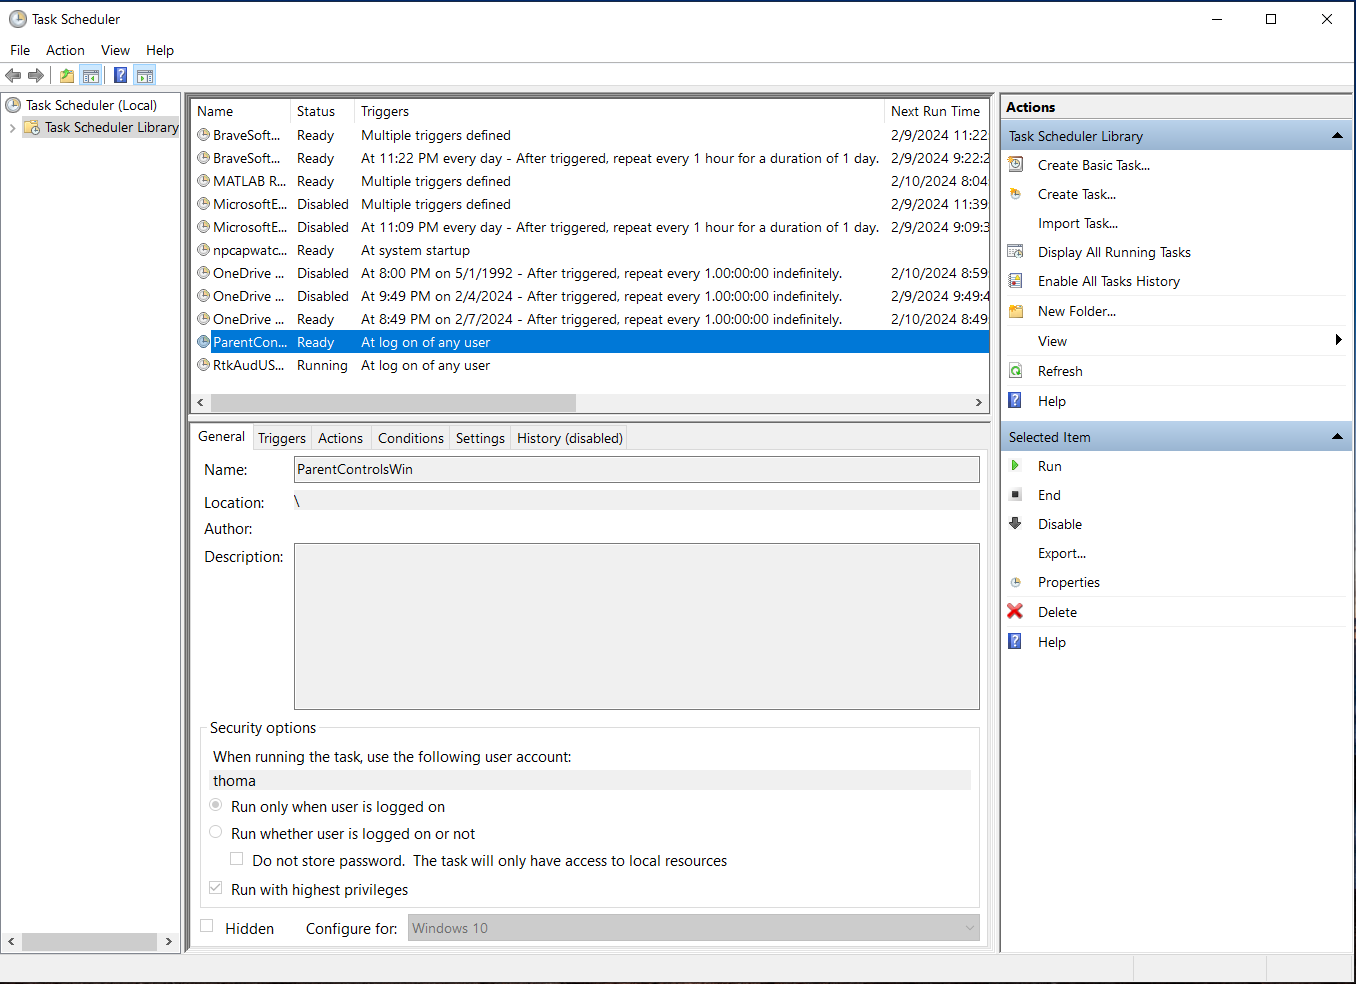 Task Scheduler
File Action View Help
Task Scheduler (Local)
Task Scheduler Library
Name Status Triggers Next Run Time
BraveSoft... Ready Multiple triggers defined 2/9/2024 11:22:
BraveSoft... Ready At 11:22 PM every day - After triggered, repeat every 1 hour for a duration of 1 day. 2/9/2024 9:22:2
MATLAB R... Ready Multiple triggers defined 2/10/2024 8:04:
MicrosoftE... Disabled Multiple triggers defined 2/9/2024 11:39:
MicrosoftE... Disabled At 11:09 PM every day - After triggered, repeat every 1 hour for a duration of 1 day. 2/9/2024 9:09:3
npcapwatc... Ready At system startup
OneDrive ... Disabled At 8:00 PM on 5/1/1992 - After triggered, repeat every 1.00:00:00 indefinitely. 2/10/2024 8:59:
OneDrive ... Disabled At 9:49 PM on 2/4/2024 - After triggered, repeat every 1.00:00:00 indefinitely. 2/9/2024 9:49:4
OneDrive ... Ready At 8:49 PM on 2/7/2024 - After triggered, repeat every 1.00:00:00 indefinitely. 2/10/2024 8:49:
ParentCon... Ready At log on of any user
RtkAudUS... Running At log on of any user
General Triggers Actions Conditions Settings History (disabled)
Name: ParentControlsWin
Location: \
Author:
Description:
Security options
When running the task, use the following user account:
thoma
Run only when user is logged on
Run whether user is logged on or not
Do not store password. The task will only have access to local resources
Run with highest privileges
Hidden Configure for: Windows 10
Actions
Task Scheduler Library
Create Basic Task...
Create Task...
Import Task...
Display All Running Tasks
Enable All Tasks History
New Folder...
View
Refresh
Help
Selected Item
Run
End
Disable
Export...
Properties
Delete
Help